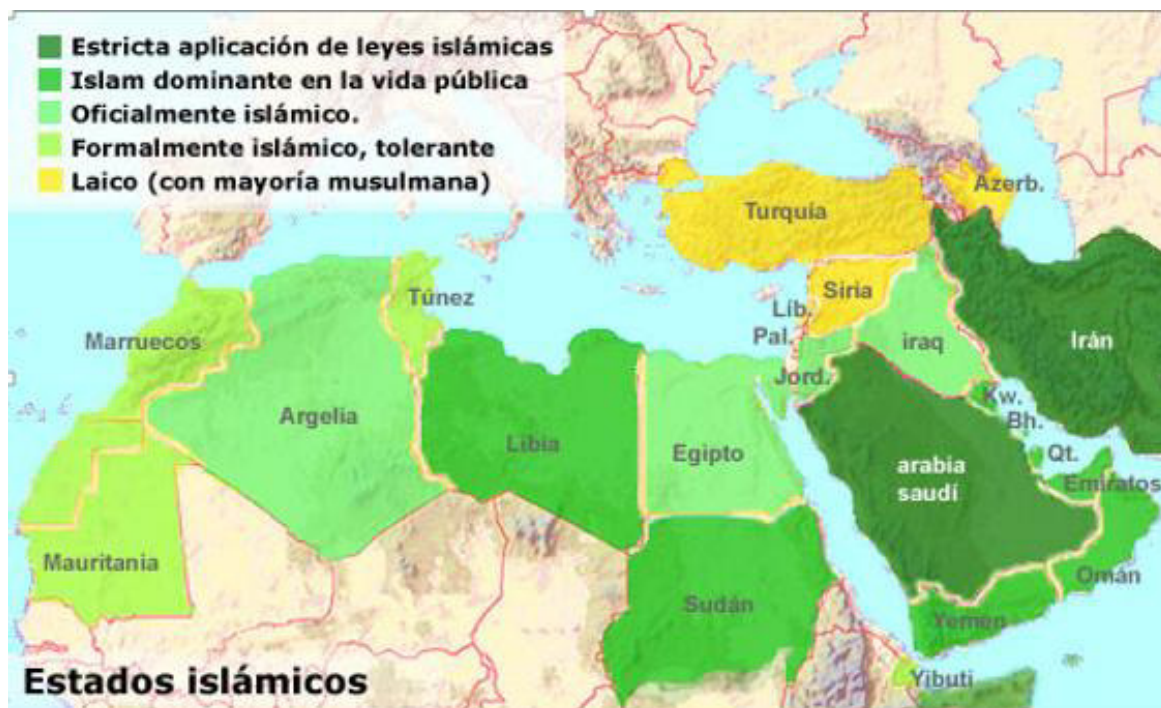 Estricta aplicación de leyes islámicas
Islam dominante en la vida pública
Oficialmente islámico.
Formalmente islámico, tolerante
Laico (con mayoría musulmana)
Azerb.
Turquía
Túnez
Siria
Líb.
Marruecos
Pal.
iraq
Irán
Jord.
Kw.
Argelia
Bh.
Libia
Egipto
Qt.
arabia
saudí
Emiratos
Mauritania
Omán
Sudán
Yemen
Yibuti
Estados islámicos